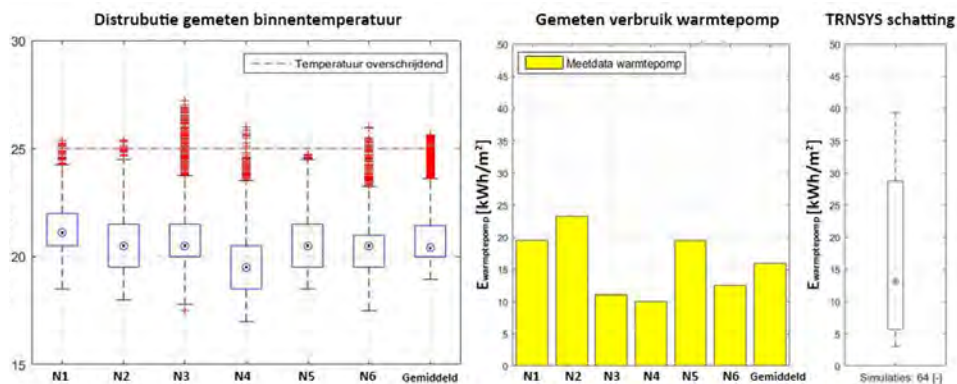 Distrubutie gemeten binnentemperatuur
30
25
20
15
Temperatuur overschrijdend
N1 N2 N3 N4 N5 N6 Gemiddeld
Gemeten verbruik warmtepomp
Ewarmtepomp [kWh/m²]
50
45
40
35
30
25
20
15
10
5
0
Meetdata warmtepomp
N1 N2 N3 N4 N5 N6 Gemiddeld
TRNSYS schatting
Ewarmtepomp [kWh/m²]
50
45
40
35
30
25
20
15
10
5
0
Simulaties: 64 [-]